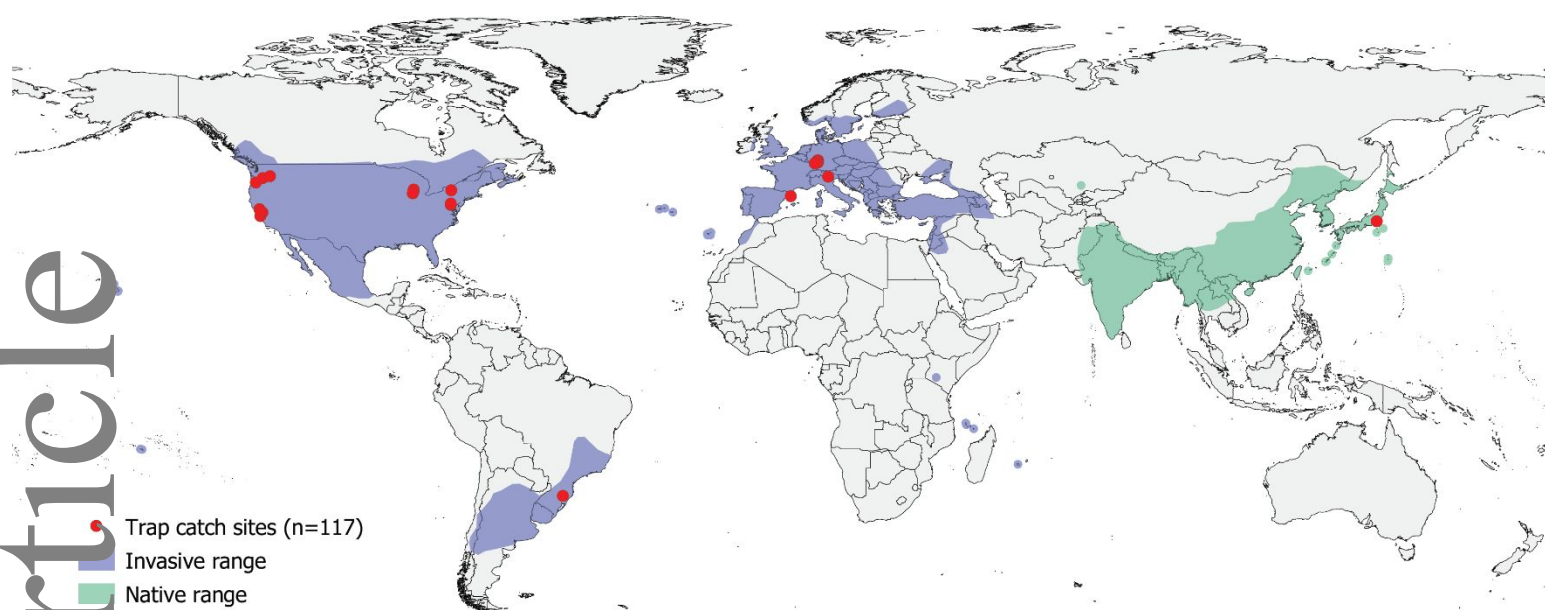 rticle
Trap catch sites (n=117)
Invasive range
Native range